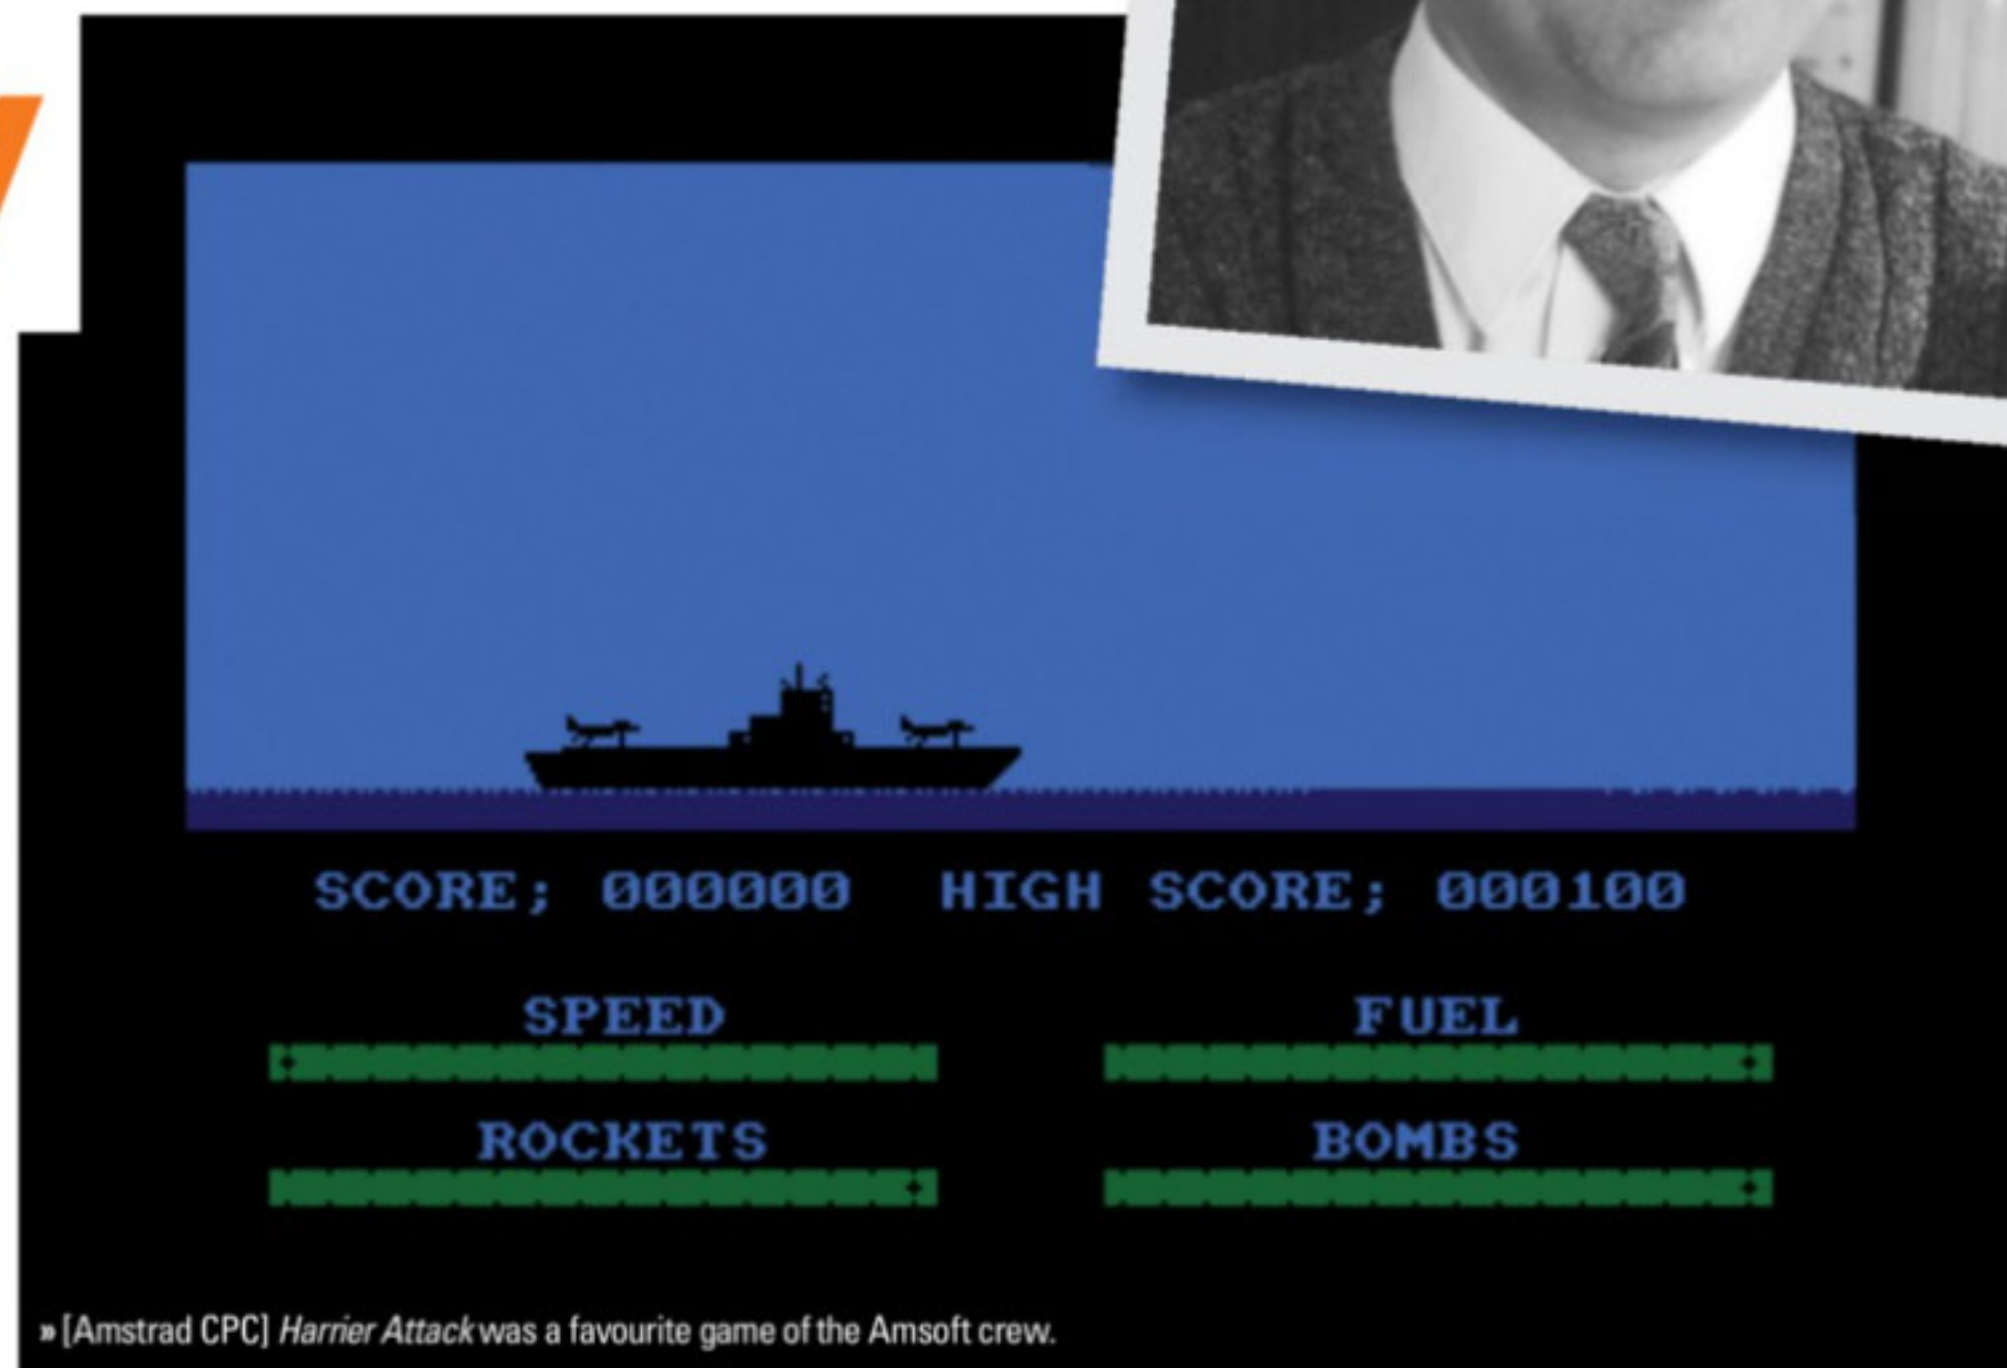 SCORE; 000000 HIGH SCORE; 000100
SPEED FUEL
ROCKETS BOMBS
» [Amstrad CPC] Harrier Attack was a favourite game of the Amsoft crew.